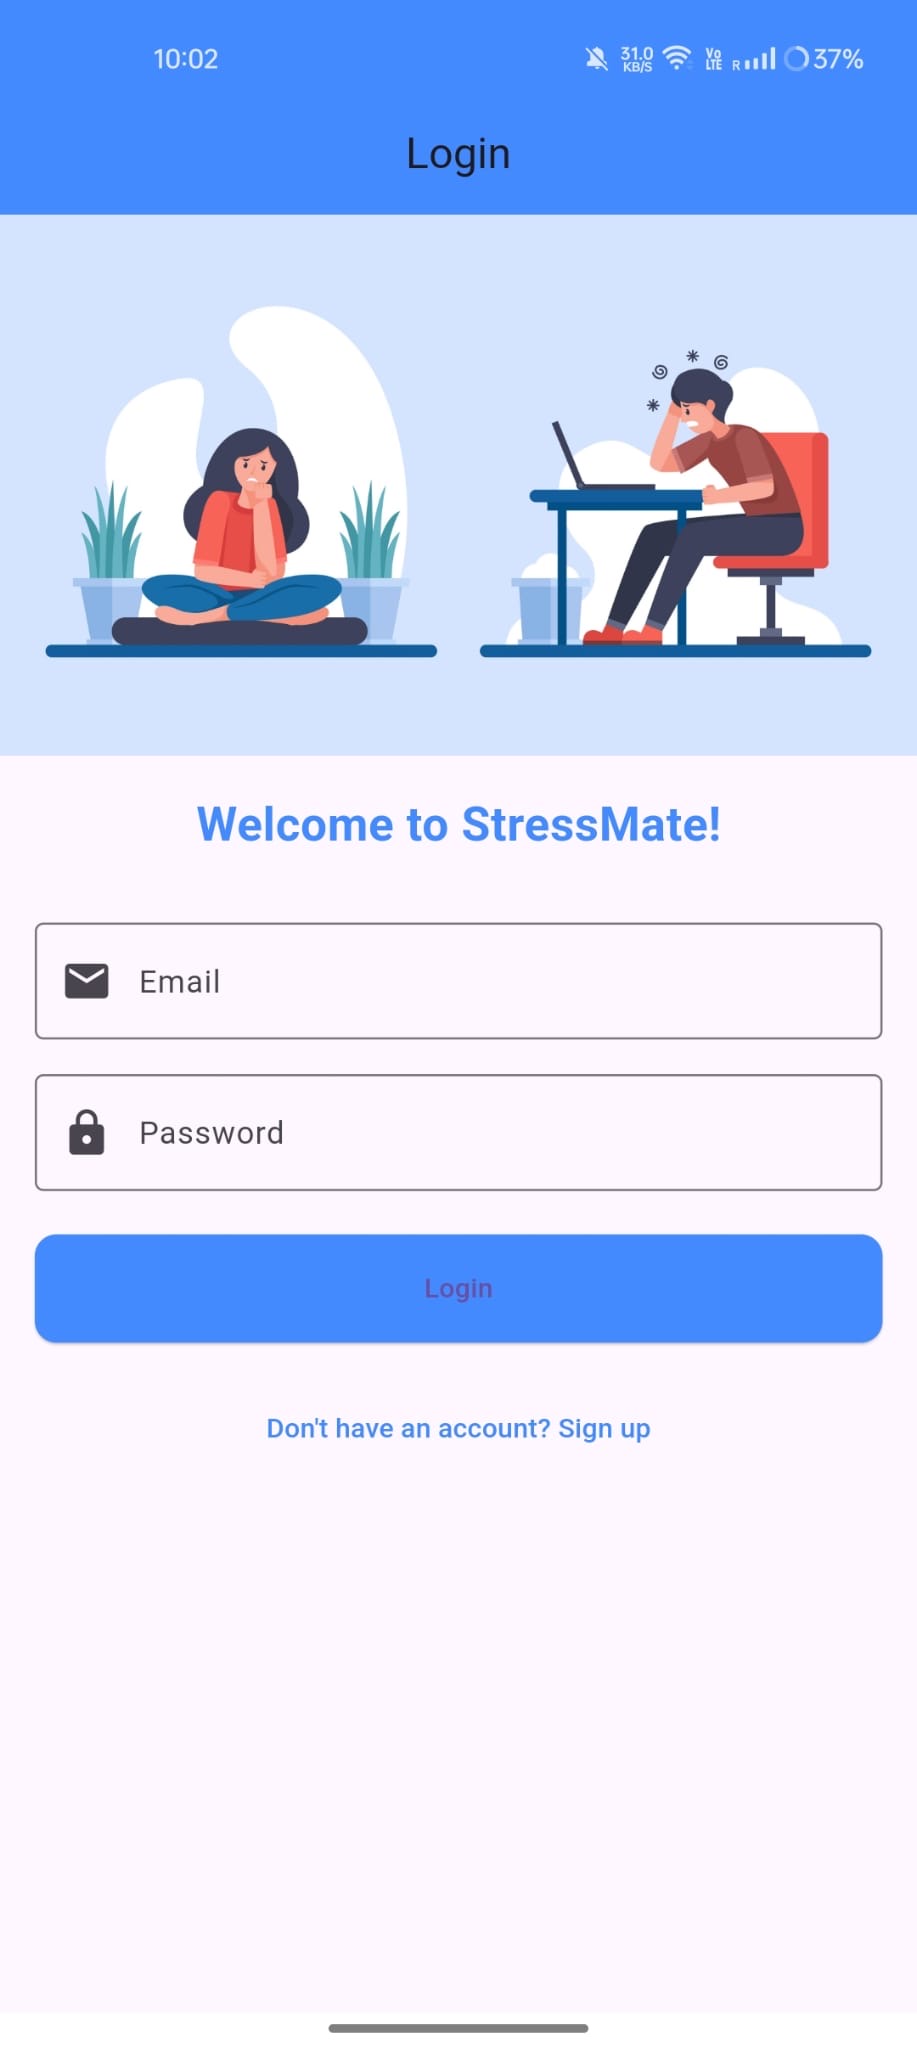 10:02 31.0 KB/S Vo LTE R 37%
Login
Welcome to StressMate!
Email
Password
Login
Don't have an account? Sign up